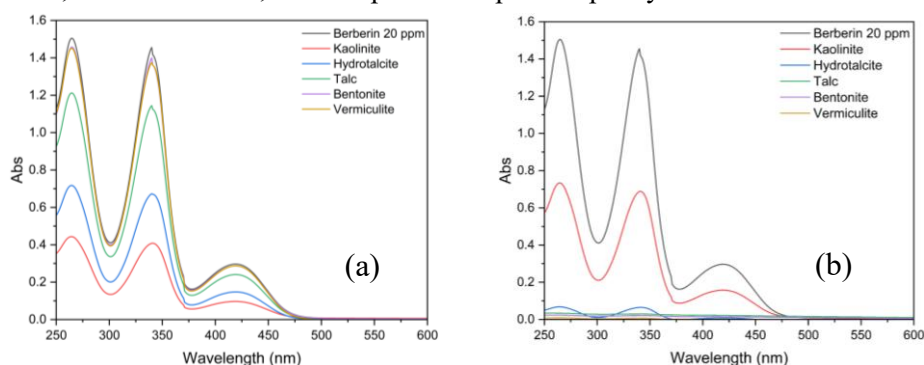 1.6
1.4
1.2
1.0
0.8
0.6
0.4
0.2
0.0
Abs
250 300 350 400 450 500 550 600
Wavelength (nm)
Berberin 20 ppm
Kaolinite
Hydrotalcite
Talc
Bentonite
Vermiculite
(a)
1.6
1.4
1.2
1.0
0.8
0.6
0.4
0.2
0.0
Abs
250 300 350 400 450 500 550 600
Wavelength (nm)
Berberin 20 ppm
Kaolinite
Hydrotalcite
Talc
Bentonite
Vermiculite
(b)